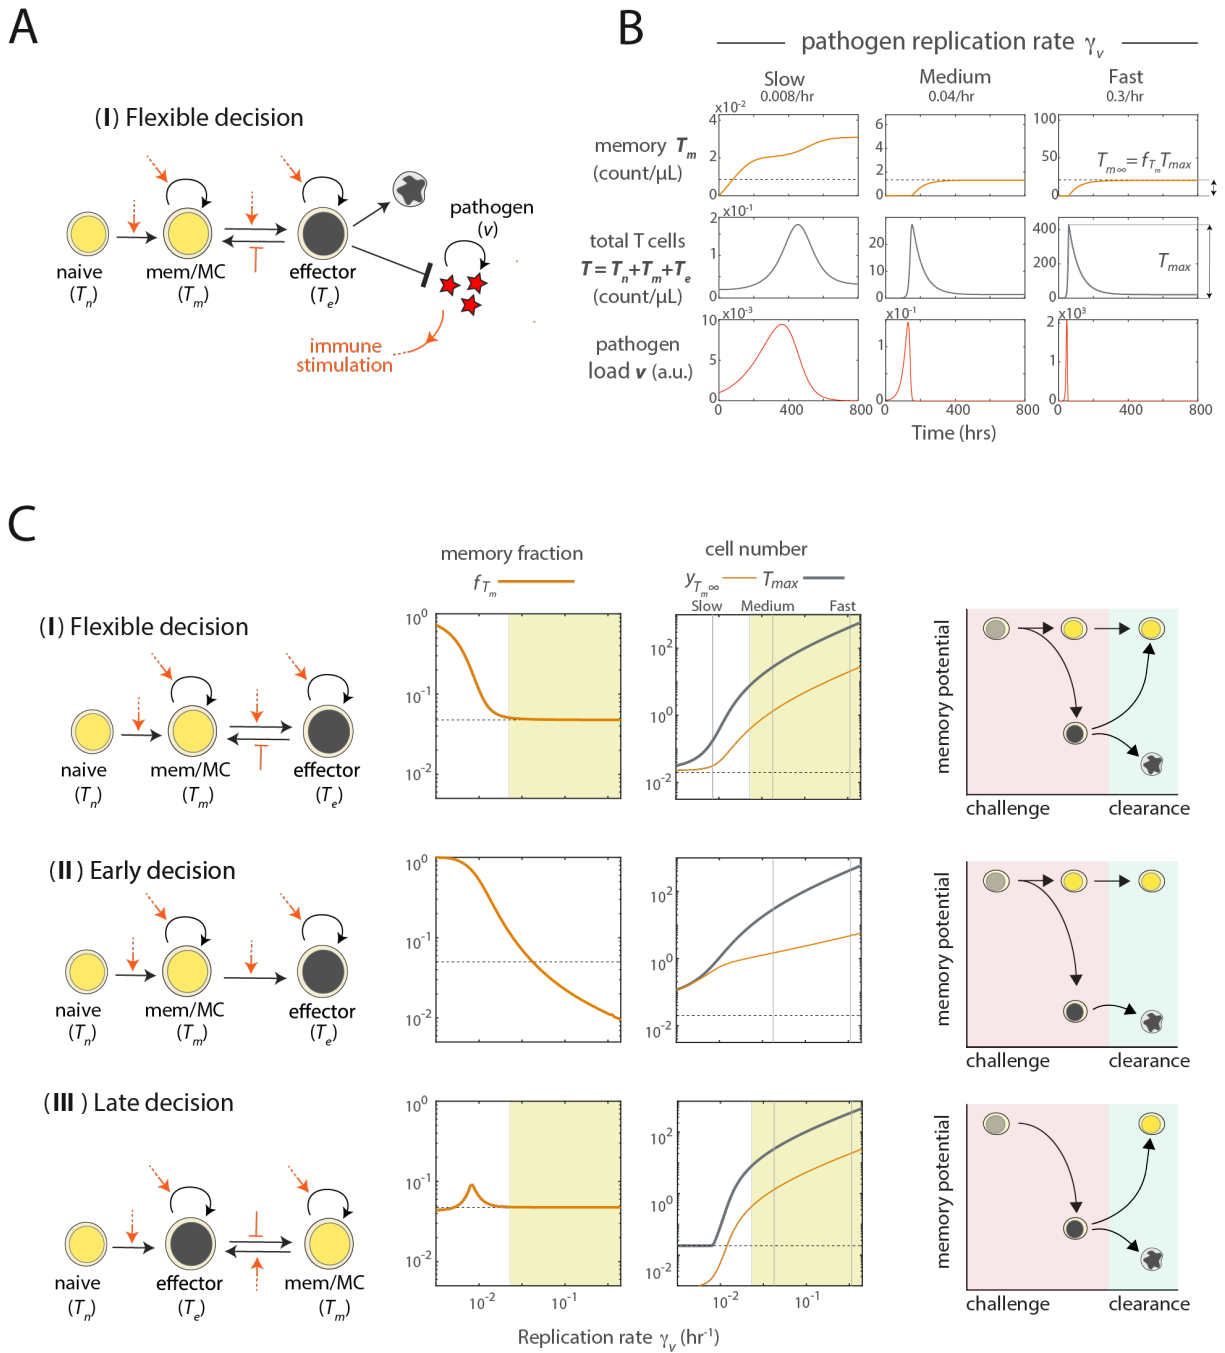 A
(I) Flexible decision
naive
(Tn)
mem/MC
(Tm)
effector
(Te)
pathogen
(v)
immune
stimulation
B
pathogen replication rate γv
Slow
0.008/hr
Medium
0.04/hr
Fast
0.3/hr
memory Tm
(count/μL)
x10-2
4
2
0
6
4
2
0
100
50
0
Tm∞=fTmTmax
total T cells
T=Tn+Tm+Te
(count/μL)
x10-1
2
1
0
20
10
0
400
200
0
Tmax
pathogen
load v (a.u.)
x10-3
10
5
0
x10-1
1
0
x103
2
1
0
0 400 800
400 800
0 400 800
Time (hrs)
C
memory fraction
fTm
cell number
yTm∞ Tmax
Slow Medium Fast
(I) Flexible decision
naive
(Tn)
mem/MC
(Tm)
effector
(Te)
100
10-1
10-2
102
100
10-2
memory potential
challenge clearance
(II) Early decision
naive
(Tn)
mem/MC
(Tm)
effector
(Te)
100
10-1
10-2
102
100
10-2
memory potential
challenge clearance
(III) Late decision
naive
(Tn)
effector
(Te)
mem/MC
(Tm)
100
10-1
10-2
10-2 10-1
102
100
10-2
10-2 10-1
memory potential
challenge clearance
Replication rate γv (hr-1)